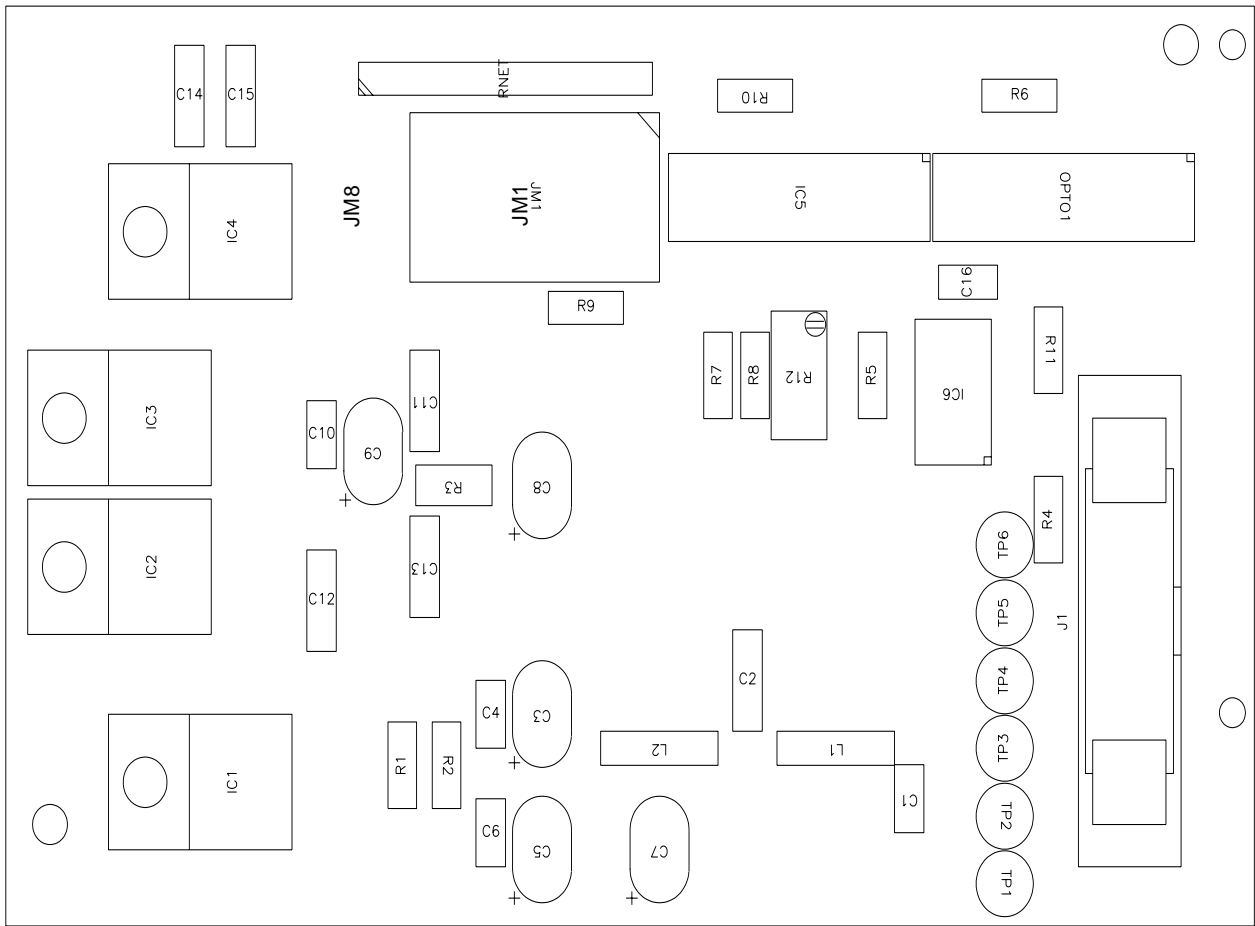 RNET
C14
C15
R10
R6
IC4
JM8
JM1
JM1
IC5
OPTO1
C16
R9
R11
IC3
C10
C9
C11
R7
R8
R12
R5
IC6
R3
C8
R4
IC2
C12
C13
TP6
TP5
J1
C4
C3
C2
TP4
IC1
R1
R2
L2
L1
TP3
C6
C5
C7
C1
TP2
TP1
+
+
+
+
+